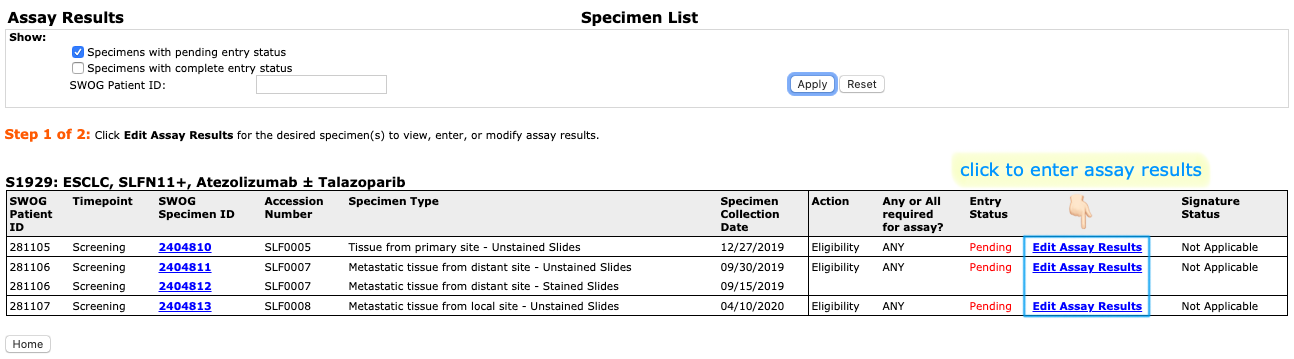 Assay Results Specimen List
Show:
Specimens with pending entry status
Specimens with complete entry status
SWOG Patient ID: Apply Reset
Step 1 of 2: Click Edit Assay Results for the desired specimen(s) to view, enter, or modify assay results.
click to enter assay results
S1929: ESCLC, SLFN11+, Atezolizumab ± Talazoparib
SWOG Timepoint SWOG Accession Specimen Type Specimen Action Any or All Entry Signature
Patient Specimen ID Number Collection required Status Status
ID Date for assay?
281105 Screening 2404810 SLF0005 Tissue from primary site - Unstained Slides 12/27/2019 Eligibility ANY Pending Edit Assay Results Not Applicable
281106 Screening 2404811 SLF0007 Metastatic tissue from distant site - Unstained Slides 09/30/2019 Eligibility ANY Pending Edit Assay Results Not Applicable
281106 Screening 2404812 SLF0007 Metastatic tissue from distant site - Stained Slides 09/15/2019
281107 Screening 2404813 SLF0008 Metastatic tissue from local site - Unstained Slides 04/10/2020 Eligibility ANY Pending Edit Assay Results Not Applicable
Home